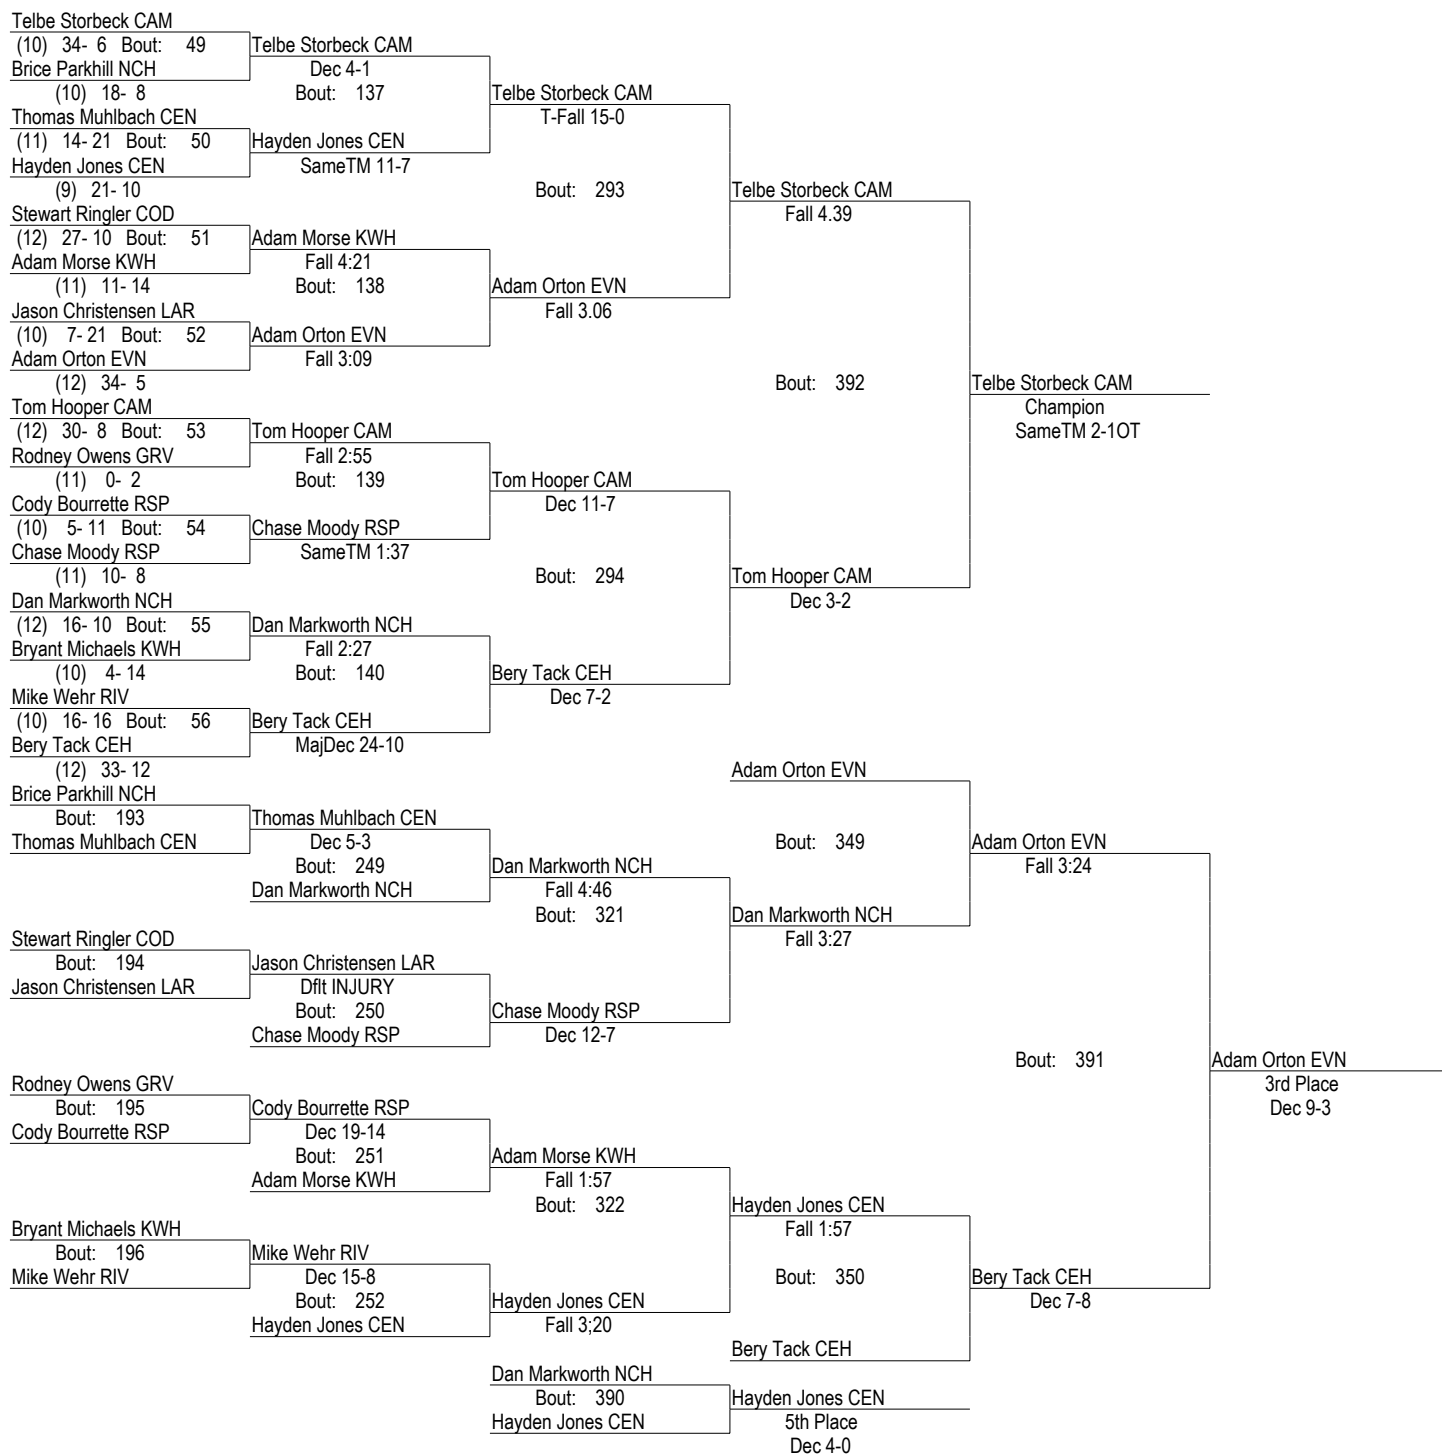 Telbe Storbeck CAM
(10) 34- 6 Bout: 49 Telbe Storbeck CAM
Brice Parkhill NCH Dec 4-1
(10) 18- 8 Bout: 137 Telbe Storbeck CAM
Thomas Muhlbach CEN T-Fall 15-0
(11) 14- 21 Bout: 50 Hayden Jones CEN
Hayden Jones CEN SameTM 11-7
(9) 21- 10 Bout: 293 Telbe Storbeck CAM
Stewart Ringler COD Fall 4.39
(12) 27- 10 Bout: 51 Adam Morse KWH
Adam Morse KWH Fall 4:21
(11) 11- 14 Bout: 138 Adam Orton EVN
Jason Christensen LAR Fall 3.06
(10) 7- 21 Bout: 52 Adam Orton EVN
Adam Orton EVN Fall 3:09
(12) 34- 5 Bout: 392 Telbe Storbeck CAM
Tom Hooper CAM Champion
(12) 30- 8 Bout: 53 Tom Hooper CAM SameTM 2-1OT
Rodney Owens GRV Fall 2:55
(11) 0- 2 Bout: 139 Tom Hooper CAM
Cody Bourrette RSP Dec 11-7
(10) 5- 11 Bout: 54 Chase Moody RSP
Chase Moody RSP SameTM 1:37
(11) 10- 8 Bout: 294 Tom Hooper CAM
Dan Markworth NCH Dec 3-2
(12) 16- 10 Bout: 55 Dan Markworth NCH
Bryant Michaels KWH Fall 2:27
(10) 4- 14 Bout: 140 Bery Tack CEH
Mike Wehr RIV Dec 7-2
(10) 16- 16 Bout: 56 Bery Tack CEH
Bery Tack CEH MajDec 24-10
(12) 33- 12 Adam Orton EVN
Brice Parkhill NCH
Bout: 193 Thomas Muhlbach CEN
Thomas Muhlbach CEN Dec 5-3 Bout: 349 Adam Orton EVN
Bout: 249 Dan Markworth NCH Fall 3:24
Dan Markworth NCH Fall 4:46
Bout: 321 Dan Markworth NCH
Stewart Ringler COD Fall 3:27
Bout: 194 Jason Christensen LAR
Jason Christensen LAR Dflt INJURY
Bout: 250 Chase Moody RSP
Chase Moody RSP Dec 12-7
Bout: 391 Adam Orton EVN
Rodney Owens GRV 3rd Place
Bout: 195 Cody Bourrette RSP Dec 9-3
Cody Bourrette RSP Dec 19-14
Bout: 251 Adam Morse KWH
Adam Morse KWH Fall 1:57
Bout: 322 Hayden Jones CEN
Bryant Michaels KWH Fall 1:57
Bout: 196 Mike Wehr RIV
Mike Wehr RIV Dec 15-8 Bout: 350 Bery Tack CEH
Bout: 252 Hayden Jones CEN Dec 7-8
Hayden Jones CEN Fall 3;20
Bery Tack CEH
Dan Markworth NCH
Bout: 390 Hayden Jones CEN
Hayden Jones CEN 5th Place
Dec 4-0